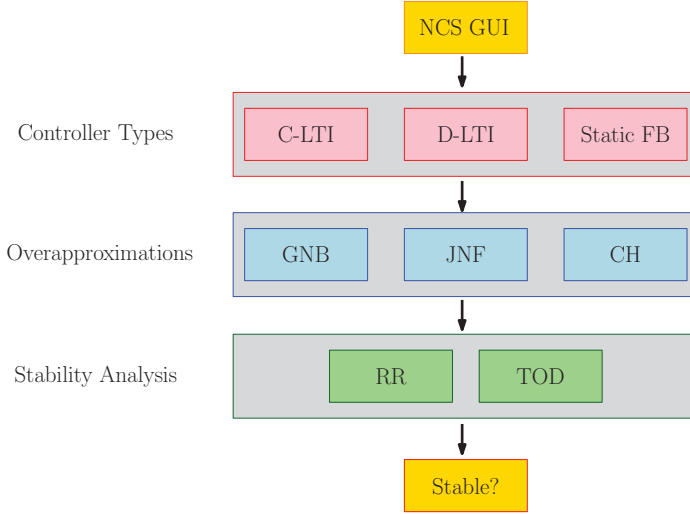 NCS GUI
Controller Types
C-LTI
D-LTI
Static FB
Overapproximations
GNB
JNF
CH
Stability Analysis
RR
TOD
Stable?